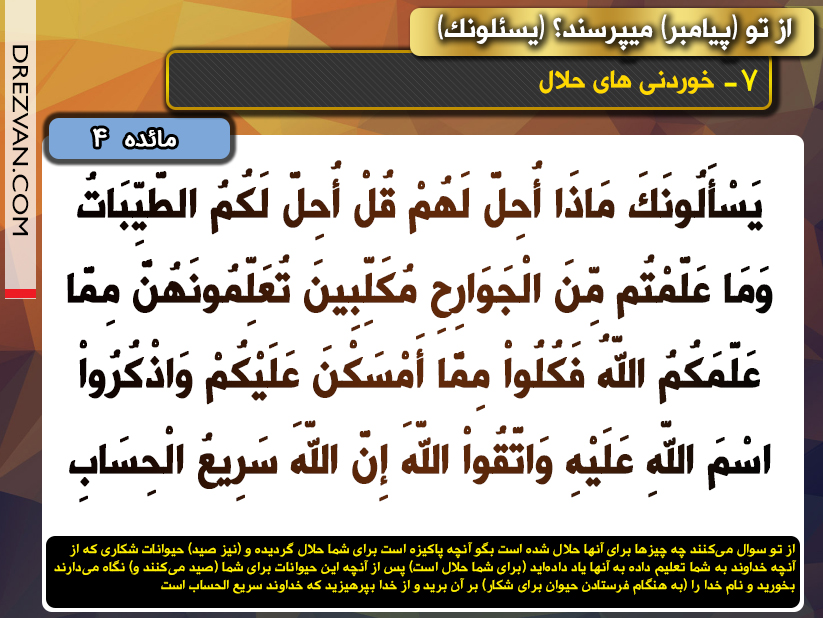 از تو (پیامبر) میپرسند؟ (یسئلونك)
۷- خوردنی های حلال
مائده ۴
DREZVAN.COM
يَسْأَلُونَكَ مَاذَا أُحِلَّ لَهُمْ قُلْ أُحِلَّ لَكُمُ الطَّيِّبَاتُ
وَمَا عَلَّمْتُم مِّنَ الْجَوَارِحِ مُكَلِّبِينَ تُعَلِّمُونَهُنَّ مِمَّا
عَلَّمَكُمُ اللّهُ فَكُلُواْ مِمَّا أَمْسَكْنَ عَلَيْكُمْ وَاذْكُرُواْ
اسْمَ اللّهِ عَلَيْهِ وَاتَّقُواْ اللّهَ إِنَّ اللّهَ سَرِيعُ الْحِسَابِ
از تو سوال می‌کنند چه چیزها برای آنها حلال شده است بگو آنچه پاکیزه است برای شما حلال گردیده و (نیز صید) حیوانات شکاری که از
آنچه خداوند به شما تعلیم داده به آنها یاد داده‌اید (برای شما حلال است) پس از آنچه این حیوانات برای شما (صید می‌کنند و) نگاه می‌دارند
بخورید و نام خدا را (به هنگام فرستادن حیوان برای شکار) بر آن برید و از خدا بپرهیزید که خداوند سریع الحساب است